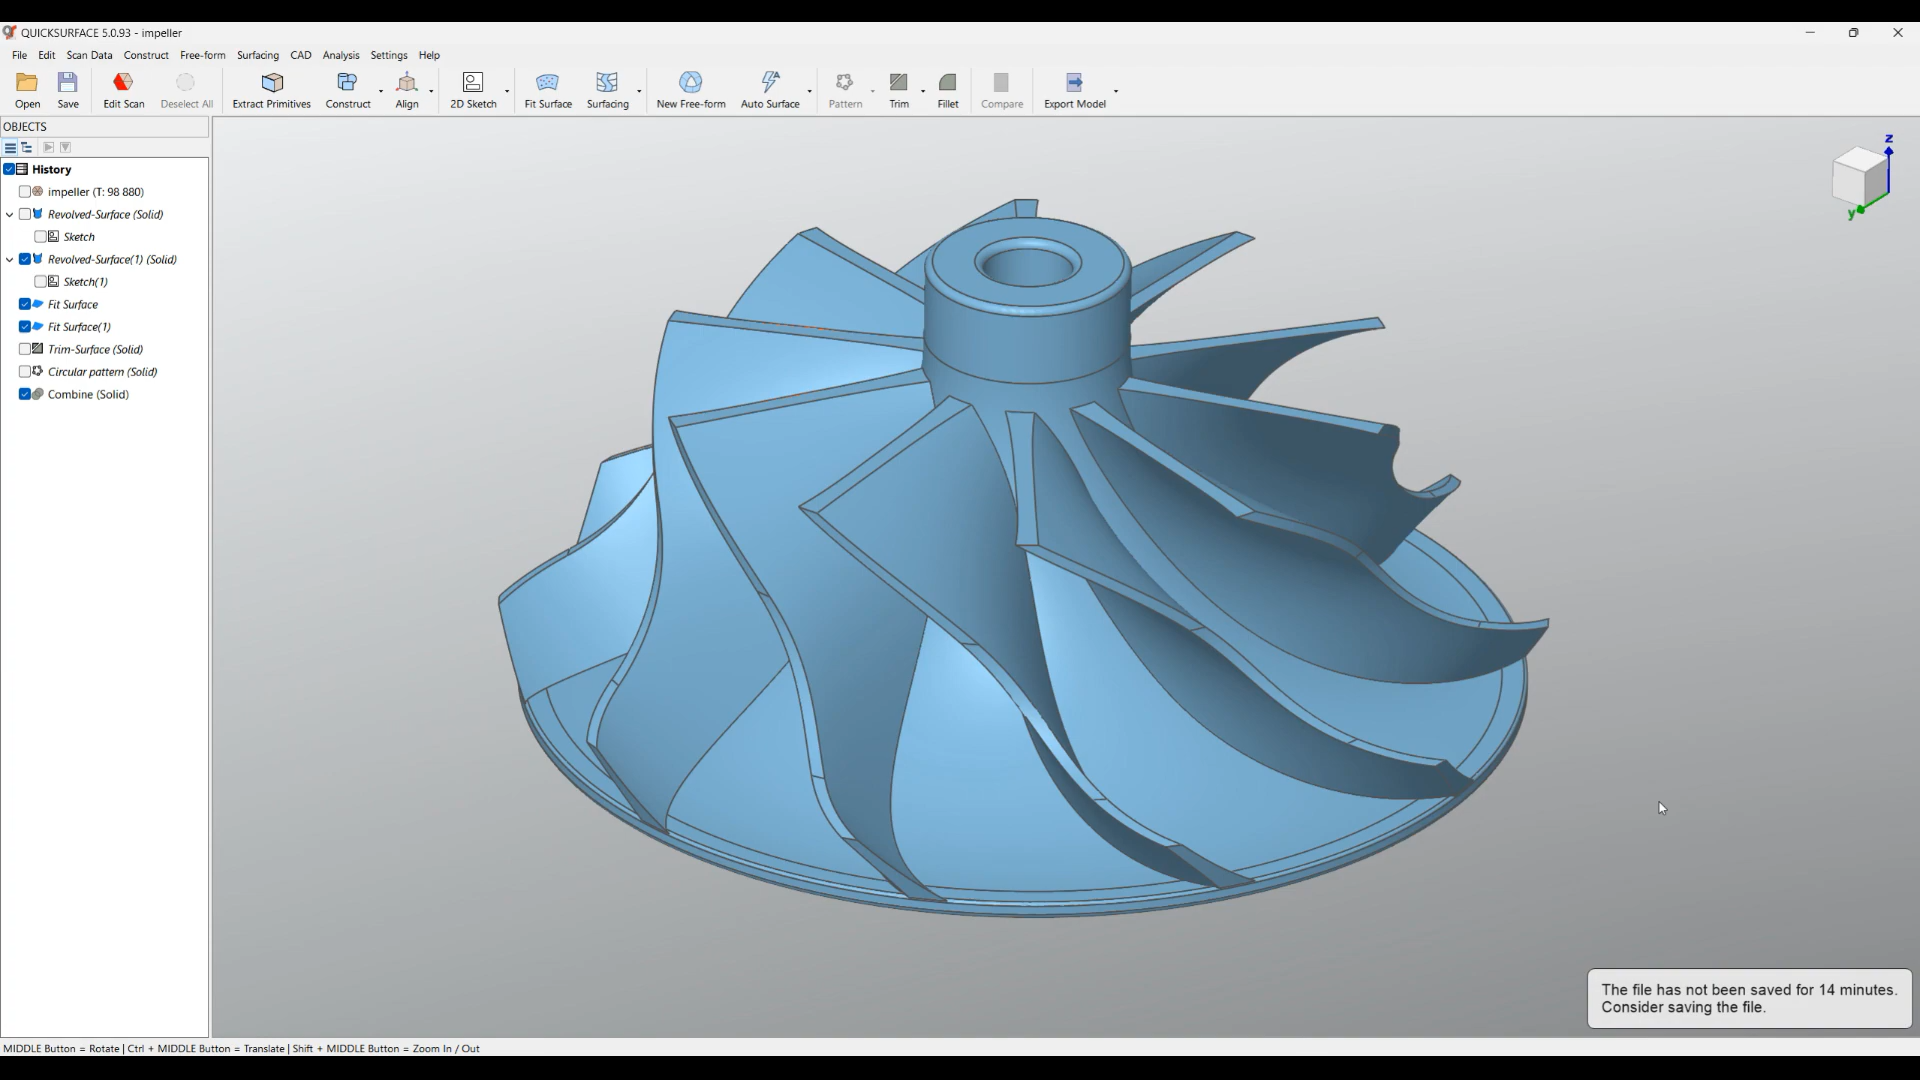 QUICKSURFACE 5.0.93 - impeller
File Edit Scan Data Construct Free-form Surfacing CAD Analysis Settings Help
Open Save Edit Scan Deselect All Extract Primitives Construct Align 2D Sketch Fit Surface Surfacing New Free-form Auto Surface Pattern Trim Fillet Compare Export Model
OBJECTS
History
impeller (T: 98 880)
Revolved-Surface (Solid)
Sketch
Revolved-Surface(1) (Solid)
Sketch(1)
Fit Surface
Fit Surface(1)
Trim-Surface (Solid)
Circular pattern (Solid)
Combine (Solid)
z
y
The file has not been saved for 14 minutes.
Consider saving the file.
MIDDLE Button = Rotate | Ctrl + MIDDLE Button = Translate | Shift + MIDDLE Button = Zoom In / Out